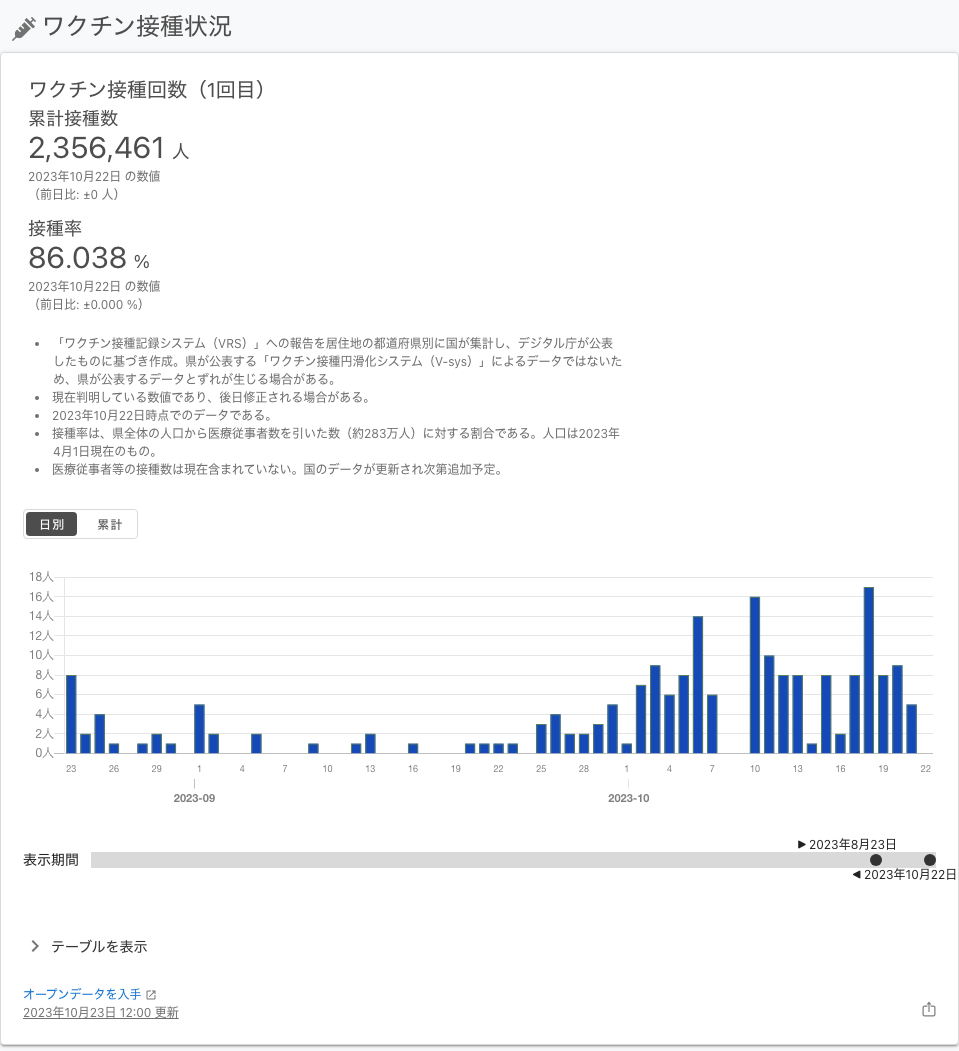 ワクチン接種状況
ワクチン接種回数（1回目）
累計接種数
2,356,461 人
2023年10月22日 の数値
（前日比: ±0 人）
接種率
86.038 %
2023年10月22日 の数値
（前日比: ±0.000 %）
• 「ワクチン接種記録システム（VRS）」への報告を居住地の都道府県別に国が集計し、デジタル庁が公表
したものに基づき作成。県が公表する「ワクチン接種円滑化システム（V-sys）」によるデータではないた
め、県が公表するデータとずれが生じる場合がある。
• 現在判明している数値であり、後日修正される場合がある。
• 2023年10月22日時点でのデータである。
• 接種率は、県全体の人口から医療従事者数を引いた数（約283万人）に対する割合である。人口は2023年
4月1日現在のもの。
• 医療従事者等の接種数は現在含まれていない。国のデータが更新され次第追加予定。
日別 累計
18人
16人
14人
12人
10人
8人
6人
4人
2人
0人
23 26 29 1 4 7 10 13 16 19 22 25 28 1 4 7 10 13 16 19 22
2023-09 2023-10
▶ 2023年8月23日
表示期間
◀ 2023年10月22日
テーブルを表示
オープンデータを入手
2023年10月23日 12:00 更新